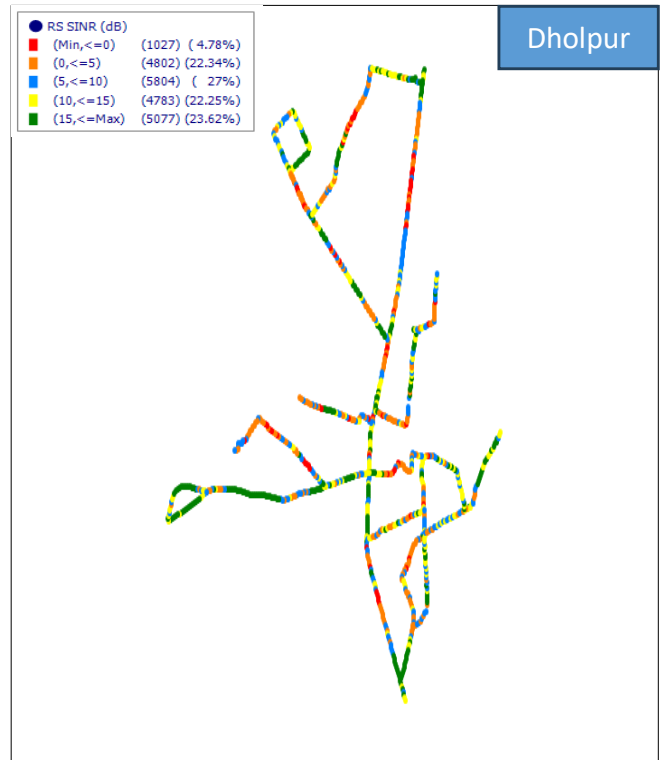 Dholpur
RS SINR (dB)
(Min,<=0) (1027) ( 4.78%)
(0,<=5) (4802) (22.34%)
(5,<=10) (5804) ( 27%)
(10,<=15) (4783) (22.25%)
(15,<=Max) (5077) (23.62%)